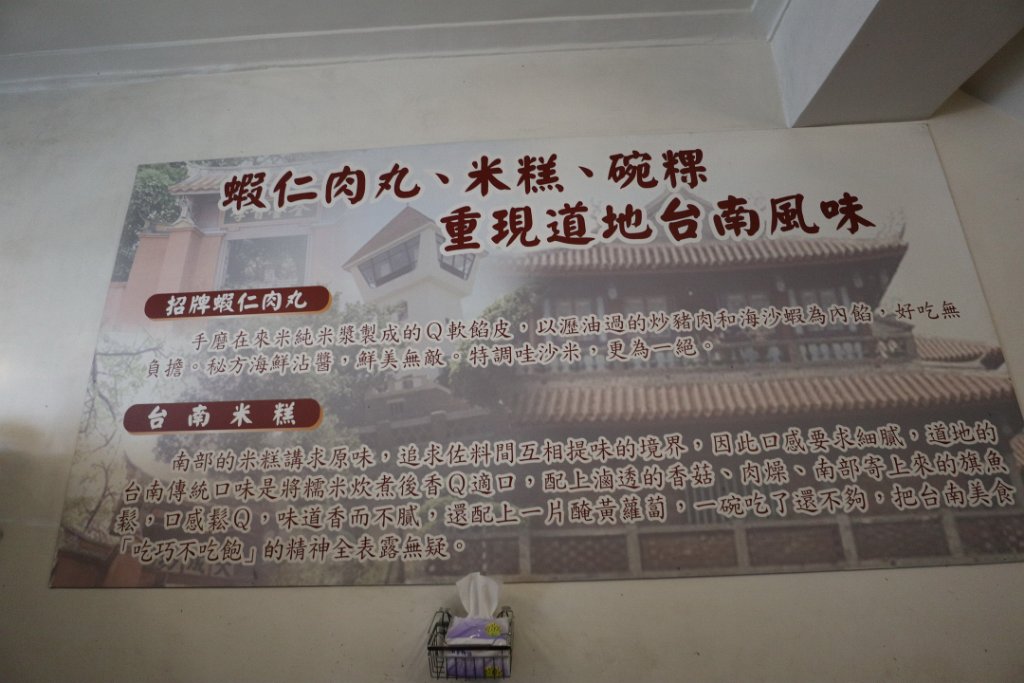 蝦仁肉丸、米糕、碗粿
重現道地台南風味
招牌蝦仁肉丸
手磨在來米純米漿製成的Q軟餡皮，以瀝油過的炒豬肉和海沙蝦為內餡，好吃無
負擔。秘方海鮮沾醬，鮮美無敵。特調哇沙米，更為一絕。
台南米糕
南部的米糕講求原味，追求佐料間互相提味的境界，因此口感要求細膩，道地的
台南傳統口味是將糯米炊煮後香Q適口，配上滷透的香菇、肉燥、南部寄上來的旗魚
鬆，口感鬆Q，味道香而不膩，還配上一片醃黃蘿蔔，一碗吃了還不夠，把台南美食
「吃巧不吃飽」的精神全表露無疑。